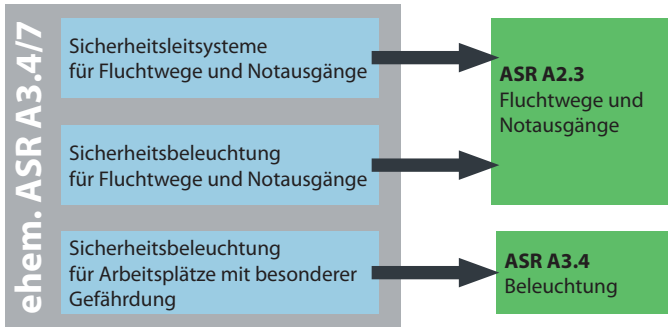 ehem. ASR A3.4/7
Sicherheitsleitsysteme
für Fluchtwege und Notausgänge
Sicherheitsbeleuchtung
für Fluchtwege und Notausgänge
Sicherheitsbeleuchtung
für Arbeitsplätze mit besonderer
Gefährdung
ASR A2.3
Fluchtwege und
Notausgänge
ASR A3.4
Beleuchtung